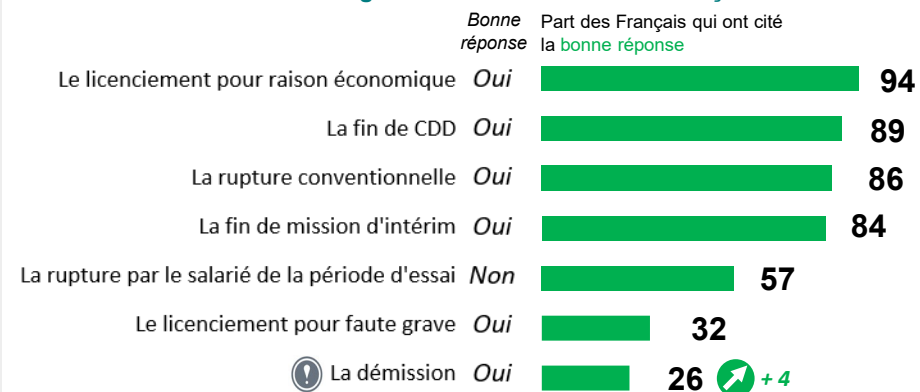 Bonne réponse
Part des Français qui ont cité
la bonne réponse
Le licenciement pour raison économique Oui 94
La fin de CDD Oui 89
La rupture conventionnelle Oui 86
La fin de mission d'intérim Oui 84
La rupture par le salarié de la période d'essai Non 57
Le licenciement pour faute grave Oui 32
! La démission Oui 26 + 4